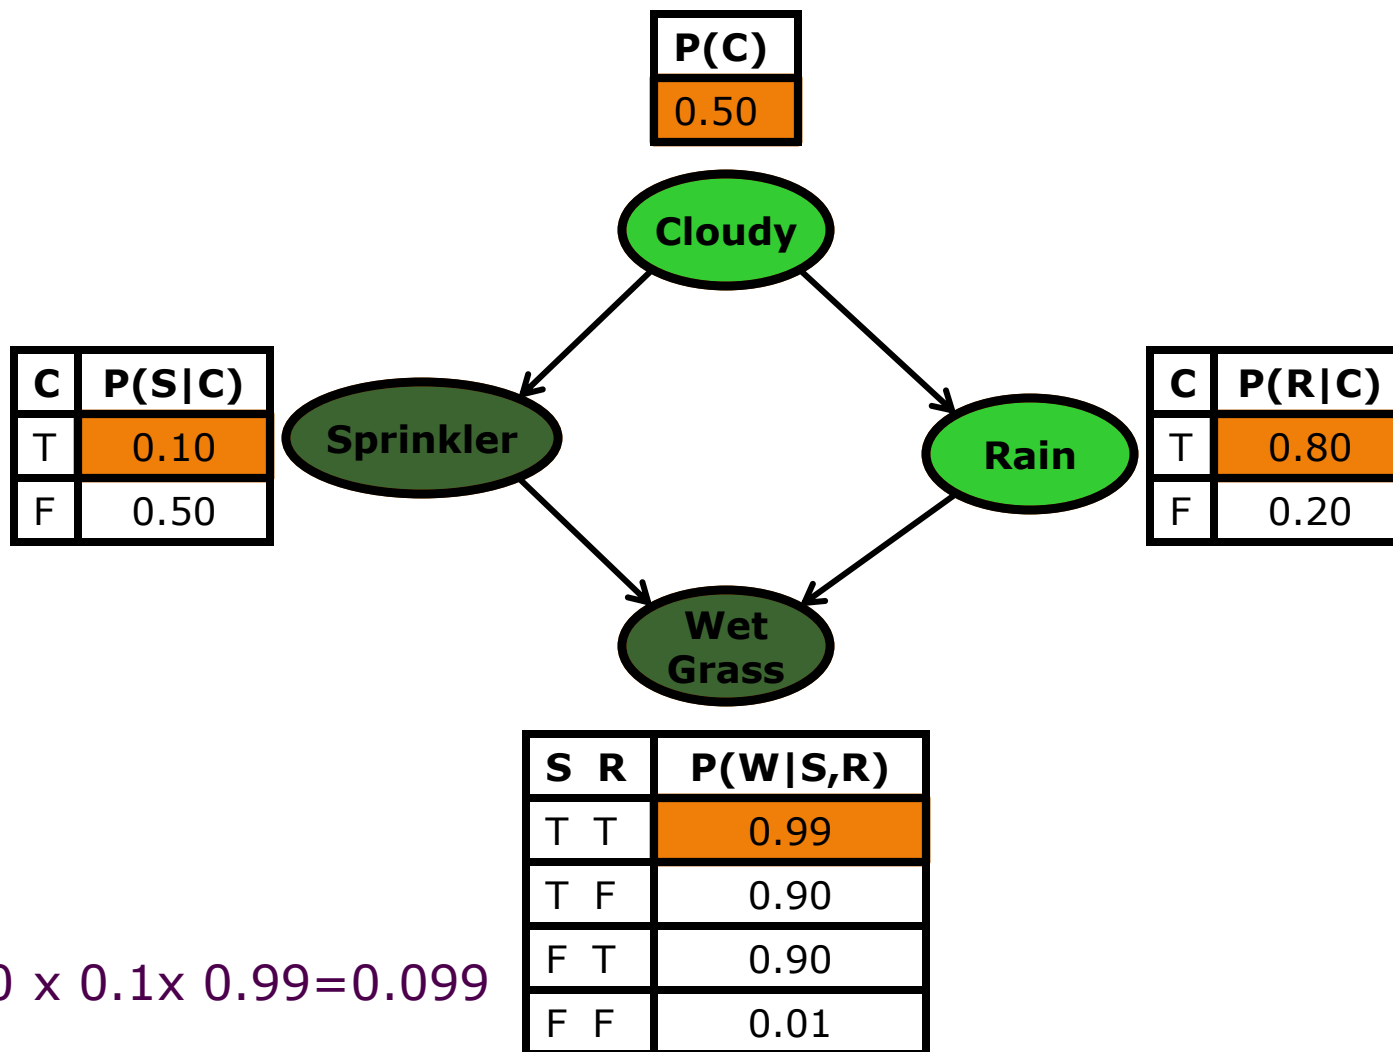 P(C)
0.50
Cloudy
C P(S|C)
T 0.10
F 0.50
Sprinkler
Rain
C P(R|C)
T 0.80
F 0.20
Wet
Grass
S R P(W|S,R)
T T 0.99
T F 0.90
F T 0.90
F F 0.01
x 0.1x 0.99=0.099